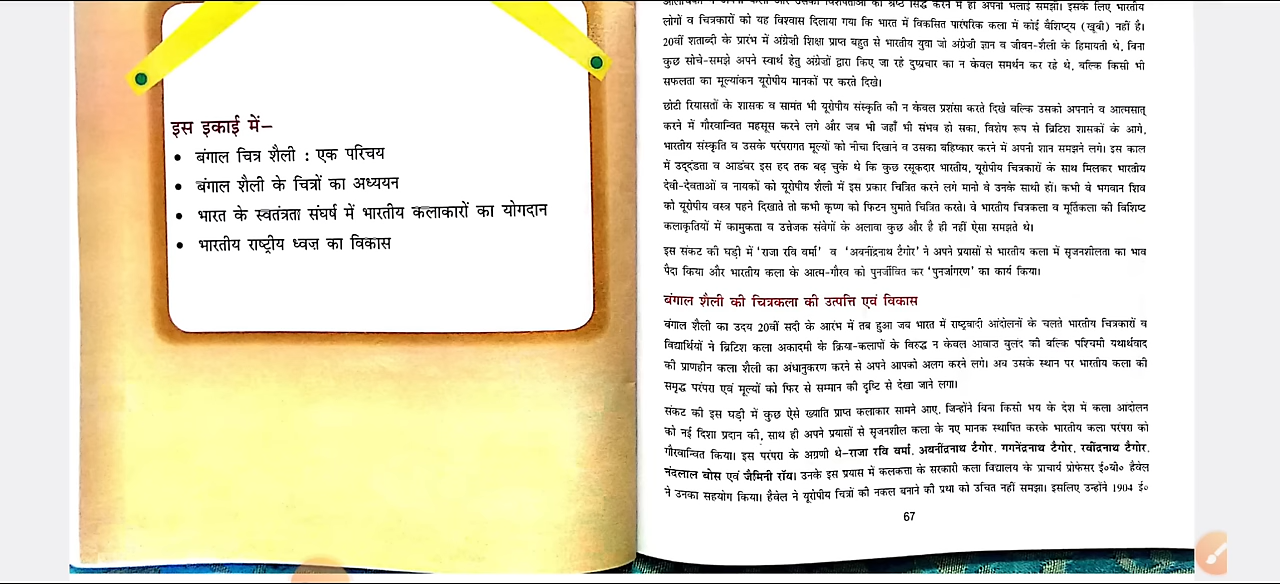 इस इकाई में–
• बंगाल चित्र शैली : एक परिचय
• बंगाल शैली के चित्रों का अध्ययन
• भारत के स्वतंत्रता संघर्ष में भारतीय कलाकारों का योगदान
• भारतीय राष्ट्रीय ध्वज का विकास
को श्रेष्ठ सिद्ध करने में ही अपनी भलाई समझी। इसके लिए भारतीय
लोगों व चित्रकारों को यह विश्वास दिलाया गया कि भारत में विकसित पारंपरिक कला में कोई वैशिष्ट्य (खूबी) नहीं है।
20वीं शताब्दी के प्रारंभ में अंग्रेज़ी शिक्षा प्राप्त बहुत से भारतीय युवा जो अंग्रेज़ी ज्ञान व जीवन-शैली के हिमायती थे, बिना
कुछ सोचे-समझे अपने स्वार्थ हेतु अंग्रेज़ों द्वारा किए जा रहे दुष्प्रचार का न केवल समर्थन कर रहे थे, बल्कि किसी भी
सफलता का मूल्यांकन यूरोपीय मानकों पर करते दिखे।
छोटी रियासतों के शासक व सामंत भी यूरोपीय संस्कृति की न केवल प्रशंसा करते दिखे बल्कि उसको अपनाने व आत्मसात्
करने में गौरवान्वित महसूस करने लगे और जब भी जहाँ भी संभव हो सका, विशेष रूप से ब्रिटिश शासकों के आगे,
भारतीय संस्कृति व उसके परंपरागत मूल्यों को नीचा दिखाने व उसका बहिष्कार करने में अपनी शान समझने लगे। इस काल
में उद्दंडता व आडंबर इस हद तक बढ़ चुके थे कि कुछ रसूकदार भारतीय, यूरोपीय चित्रकारों के साथ मिलकर भारतीय
देवी-देवताओं व नायकों को यूरोपीय शैली में इस प्रकार चित्रित करने लगे मानो वे उनके साथी हों। कभी वे भगवान शिव
को यूरोपीय वस्त्र पहने दिखाते तो कभी कृष्ण को फिटन घुमाते चित्रित करते। वे भारतीय चित्रकला व मूर्तिकला की विशिष्ट
कलाकृतियों में कामुकता व उत्तेजक संवेगों के अलावा कुछ और है ही नहीं ऐसा समझते थे।
इस संकट की घड़ी में ‘राजा रवि वर्मा’ व ‘अबनींद्रनाथ टैगोर’ ने अपने प्रयासों से भारतीय कला में सृजनशीलता का भाव
पैदा किया और भारतीय कला के आत्म-गौरव को पुनर्जीवित कर ‘पुनर्जागरण’ का कार्य किया।
बंगाल शैली की चित्रकला की उत्पत्ति एवं विकास
बंगाल शैली का उदय 20वीं सदी के आरंभ में तब हुआ जब भारत में राष्ट्रवादी आंदोलनों के चलते भारतीय चित्रकारों व
विद्यार्थियों ने ब्रिटिश कला अकादमी के क्रिया-कलापों के विरुद्ध न केवल आवाज़ बुलंद की बल्कि पश्चिमी यथार्थवाद
की प्राणहीन कला शैली का अंधानुकरण करने से अपने आपको अलग करने लगे। अब उसके स्थान पर भारतीय कला की
समृद्ध परंपरा एवं मूल्यों को फिर से सम्मान की दृष्टि से देखा जाने लगा।
संकट की इस घड़ी में कुछ ऐसे ख्याति प्राप्त कलाकार सामने आए, जिन्होंने बिना किसी भय के देश में कला आंदोलन
को नई दिशा प्रदान की, साथ ही अपने प्रयासों से सृजनशील कला के नए मानक स्थापित करके भारतीय कला परंपरा को
गौरवान्वित किया। इस परंपरा के अग्रणी थे–राजा रवि वर्मा, अबनींद्रनाथ टैगोर, गगनेंद्रनाथ टैगोर, रवींद्रनाथ टैगोर,
नंदलाल बोस एवं जैमिनी रॉय। उनके इस प्रयास में कलकत्ता के सरकारी कला विद्यालय के प्राचार्य प्रोफेसर ई०बी० हैवेल
ने उनका सहयोग किया। हैवेल ने यूरोपीय चित्रों की नकल बनाने की प्रथा को उचित नहीं समझा। इसलिए उन्होंने 1904 ई०
67